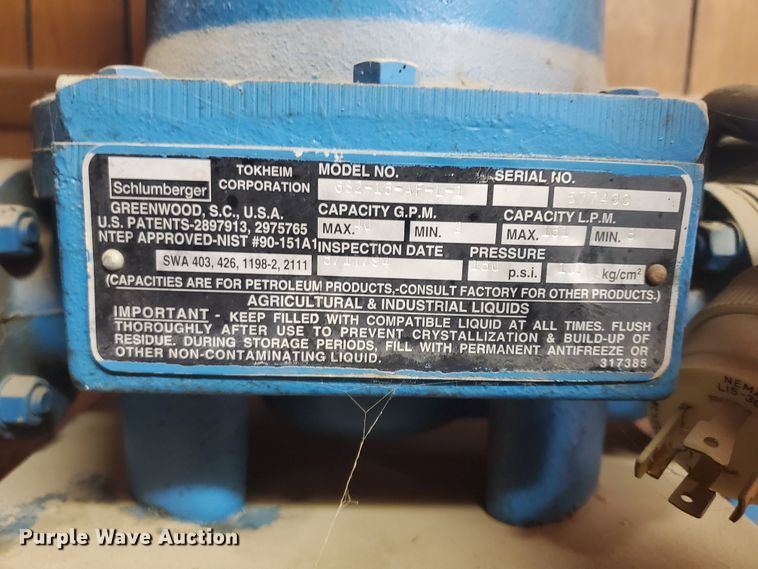 Schlumberger
TOKHEIM
CORPORATION
GREENWOOD, S.C., U.S.A.
U.S. PATENTS-2897913, 2975765
NTEP APPROVED-NIST #90-151A1
SWA 403, 426, 1198-2, 2111
MODEL NO.
SERIAL NO.
CAPACITY G.P.M.
CAPACITY L.P.M.
MAX. MIN.
MAX. 151 MIN.
INSPECTION DATE
PRESSURE
p.s.i. kg/cm²
(CAPACITIES ARE FOR PETROLEUM PRODUCTS,-CONSULT FACTORY FOR OTHER PRODUCTS.)
AGRICULTURAL & INDUSTRIAL LIQUIDS
IMPORTANT - KEEP FILLED WITH COMPATIBLE LIQUID AT ALL TIMES. FLUSH
THOROUGHLY AFTER USE TO PREVENT CRYSTALLIZATION & BUILD-UP OF
RESIDUE. DURING STORAGE PERIODS, FILL WITH PERMANENT ANTIFREEZE OR
OTHER NON-CONTAMINATING LIQUID.
317385
Purple Wave Auction